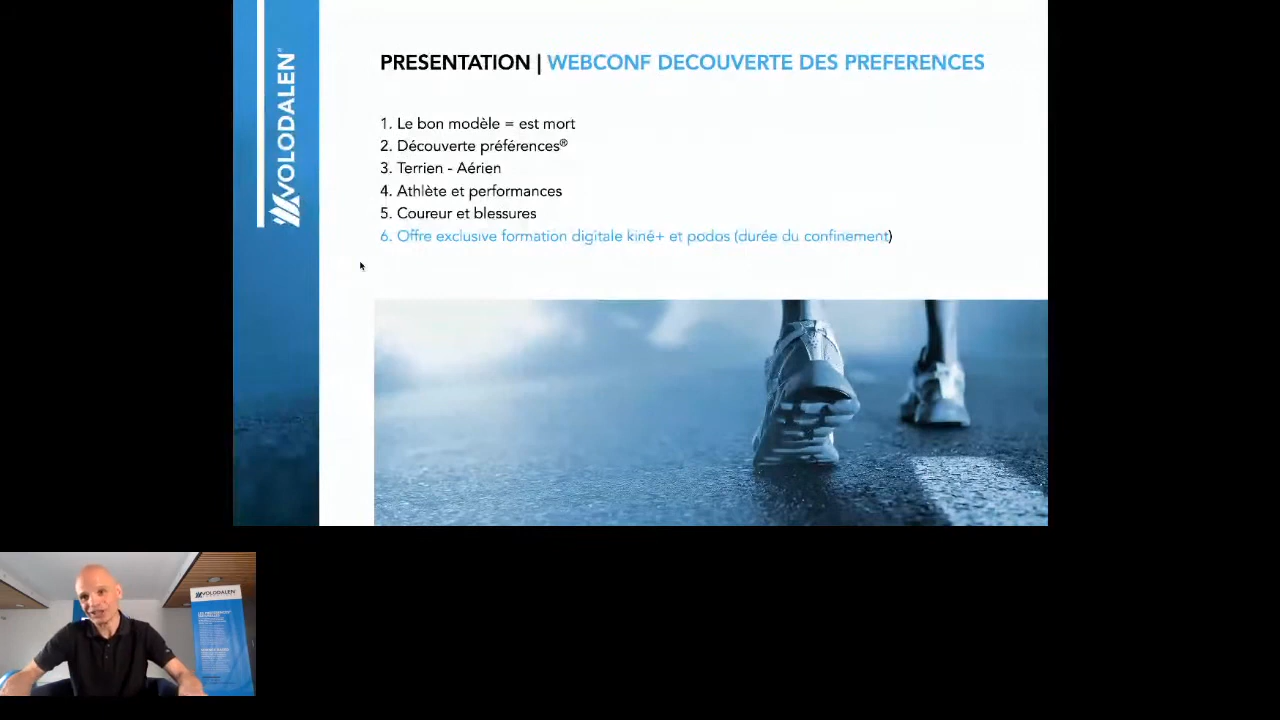 VOLODALEN®
PRESENTATION | WEBCONF DECOUVERTE DES PREFERENCES
1. Le bon modèle = est mort
2. Découverte préférences®
3. Terrien - Aérien
4. Athlète et performances
5. Coureur et blessures
6. Offre exclusive formation digitale kiné+ et podos (durée du confinement)
VOLODALEN